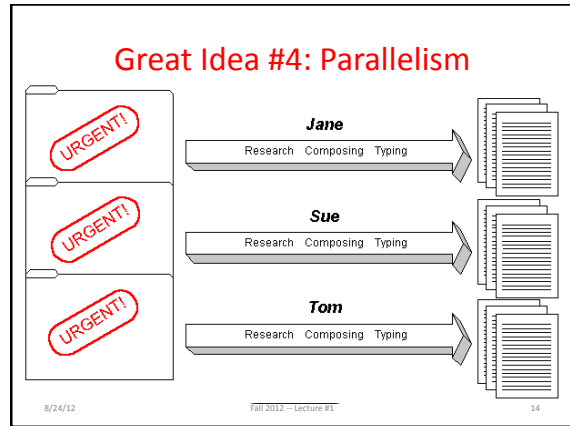 Great Idea #4: Parallelism
URGENT!
Jane
Research Composing Typing
URGENT!
Sue
Research Composing Typing
URGENT!
Tom
Research Composing Typing
8/24/12
Fall 2012 -- Lecture #1
14